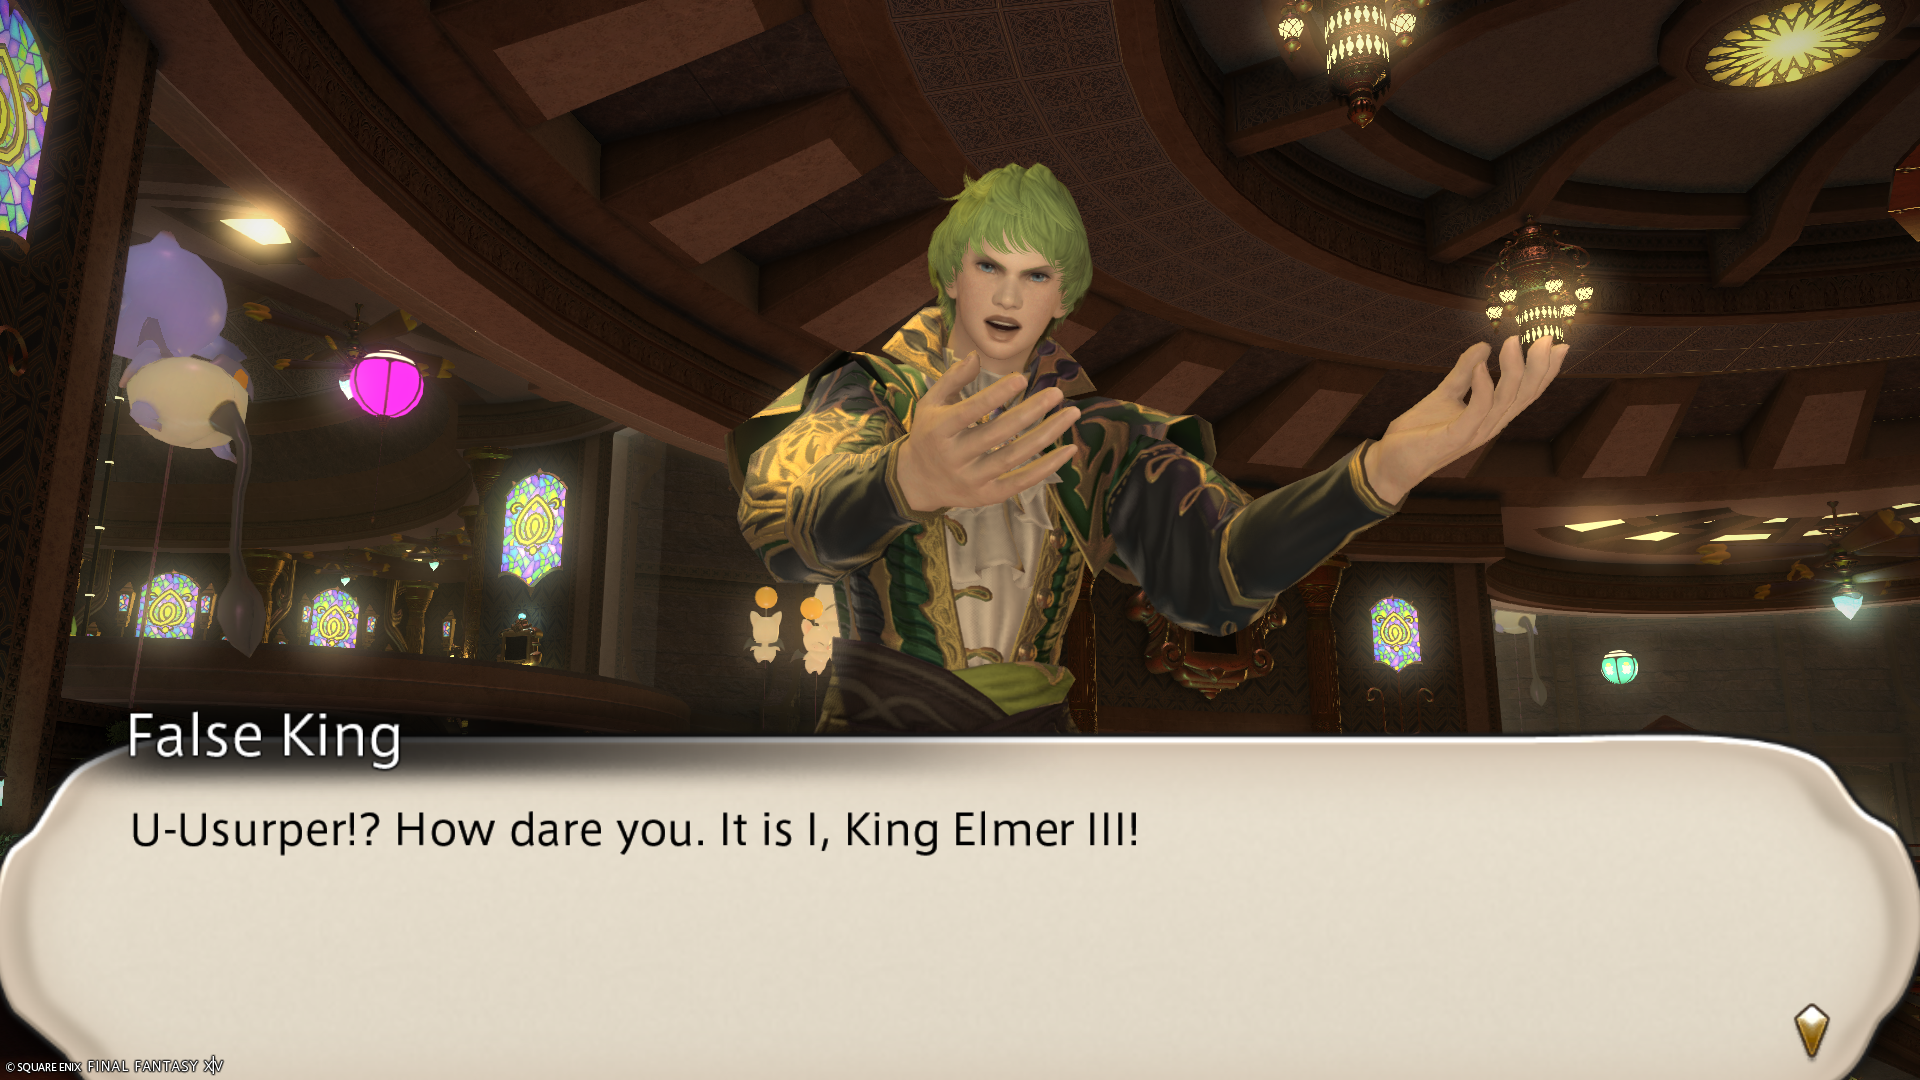 False King
U-Usurper!? How dare you. It is I, King Elmer III!
© SQUARE ENIX FINAL FANTASY XIV